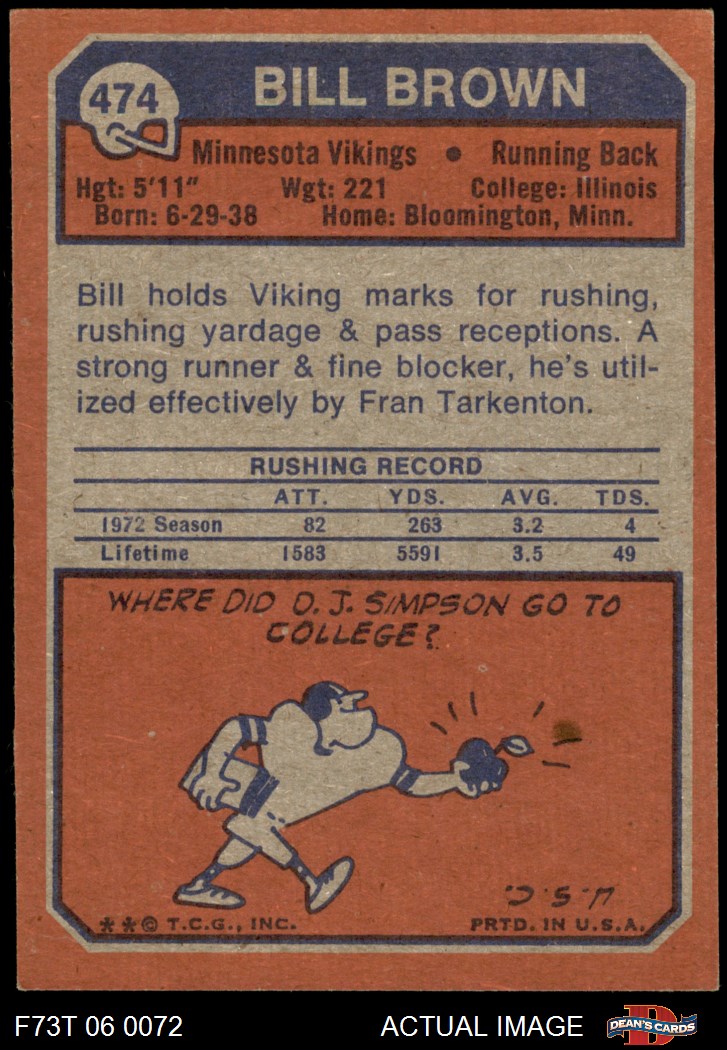 474
BILL BROWN
Minnesota Vikings • Running Back
Hgt: 5'11" Wgt: 221 College: Illinois
Born: 6-29-38 Home: Bloomington, Minn.
Bill holds Viking marks for rushing,
rushing yardage & pass receptions. A
strong runner & fine blocker, he's util-
ized effectively by Fran Tarkenton.
RUSHING RECORD
ATT. YDS. AVG. TDS.
1972 Season 82 263 3.2 4
Lifetime 1583 5591 3.5 49
WHERE DID O. J. SIMPSON GO TO
COLLEGE?
U.S.C.
**© T.C.G., INC. PRTD. IN U.S.A.
F73T 06 0072 ACTUAL IMAGE
D
DEAN'S CARDS